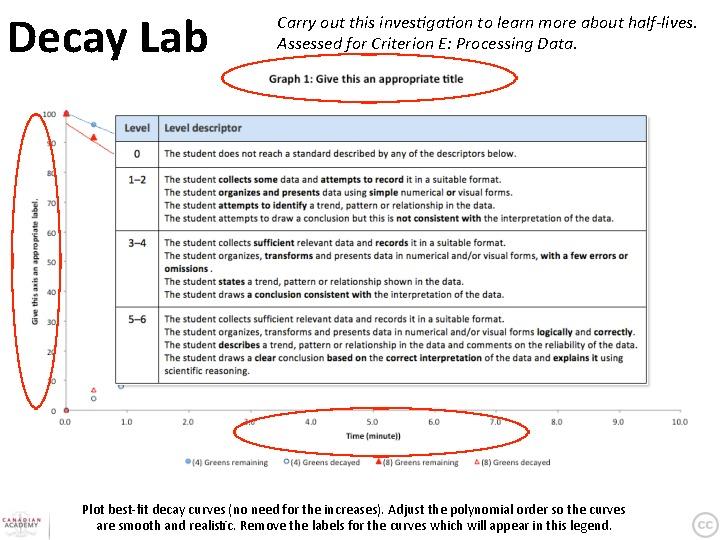 Decay Lab
Carry out this investigation to learn more about half-lives.
Assessed for Criterion E: Processing Data.
Graph 1: Give this an appropriate title
Give this axis an appropriate label.
100
80
70
60
50
40
30
0
Level Level descriptor
0 The student does not reach a standard described by any of the descriptors below.
1–2 The student collects some data and attempts to record it in a suitable format.
The student organizes and presents data using simple numerical or visual forms.
The student attempts to identify a trend, pattern or relationship in the data.
The student attempts to draw a conclusion but this is not consistent with the interpretation of the data.
3–4 The student collects sufficient relevant data and records it in a suitable format.
The student organizes, transforms and presents data in numerical and/or visual forms, with a few errors or
omissions .
The student states a trend, pattern or relationship shown in the data.
The student draws a conclusion consistent with the interpretation of the data.
5–6 The student collects sufficient relevant data and records it in a suitable format.
The student organizes, transforms and presents data in numerical and/or visual forms logically and correctly.
The student describes a trend, pattern or relationship in the data and comments on the reliability of the data.
The student draws a clear conclusion based on the correct interpretation of the data and explains it using
scientific reasoning.
0.0 1.0 2.0 3.0 4.0 5.0 6.0 7.0 8.0 9.0 10.0
Time (minute))
(4) Greens remaining (4) Greens decayed (8) Greens remaining (8) Greens decayed
Plot best-fit decay curves (no need for the increases). Adjust the polynomial order so the curves
are smooth and realistic. Remove the labels for the curves which will appear in this legend.
CANADIAN
ACADEMY
cc